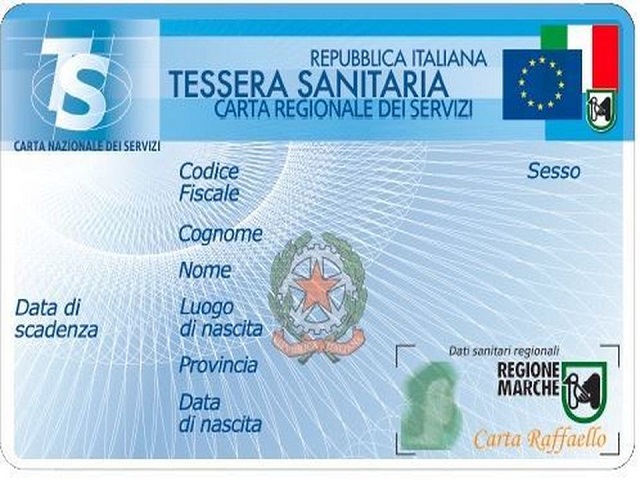 TS
CARTA NAZIONALE DEI SERVIZI
REPUBBLICA ITALIANA
TESSERA SANITARIA
CARTA REGIONALE DEI SERVIZI
Codice
Fiscale
Sesso
Cognome
Nome
Data di
scadenza
Luogo
di nascita
Provincia
Data
di nascita
Dati sanitari regionali
REGIONE
MARCHE
Carta Raffaello